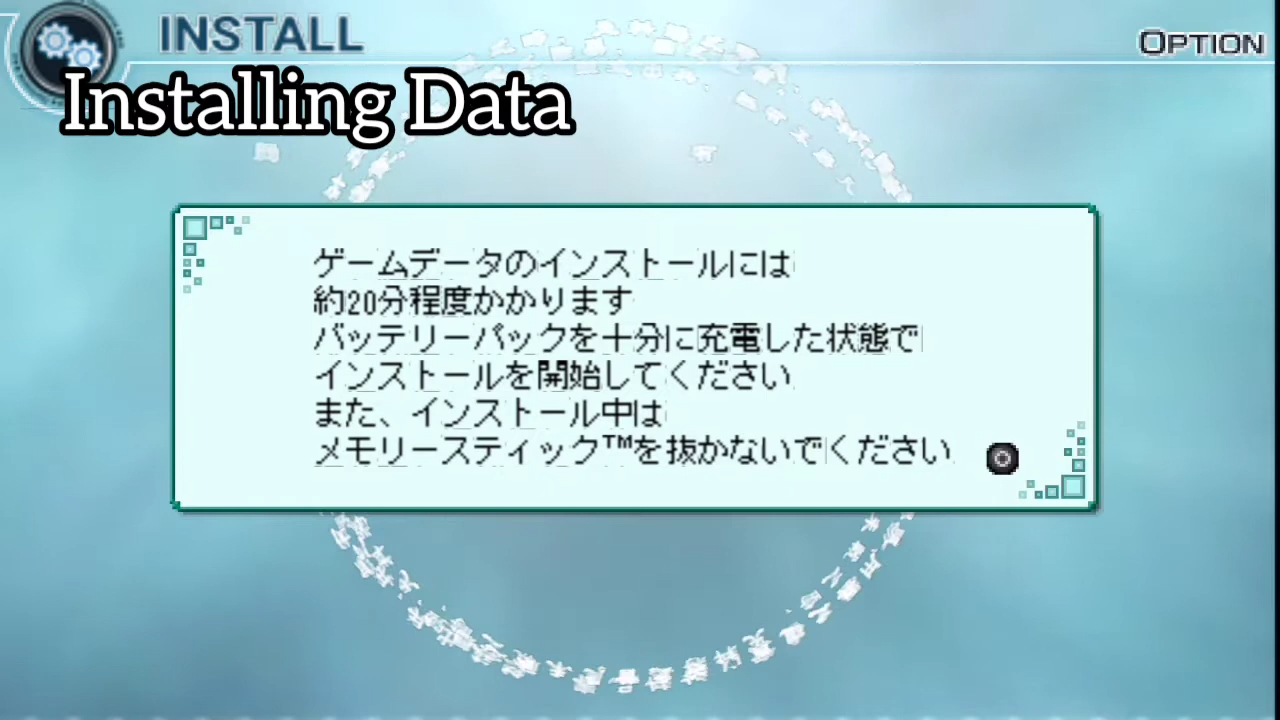 INSTALL
OPTION
Installing Data
ゲームデータのインストールには
約20分程度かかります
バッテリーパックを十分に充電した状態で
インストールを開始してください
また、インストール中は
メモリースティック™を抜かないでください